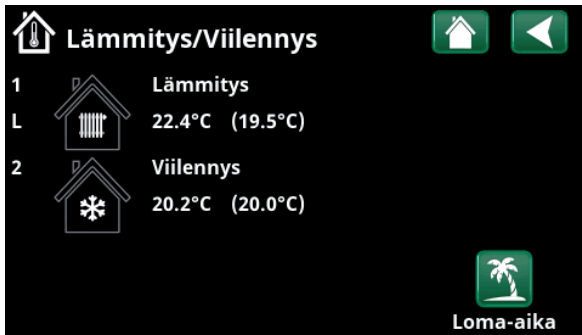 Lämmitys/Viilennys
1 Lämmitys
L 22.4°C (19.5°C)
2 Viilennys
20.2°C (20.0°C)
Loma-aika